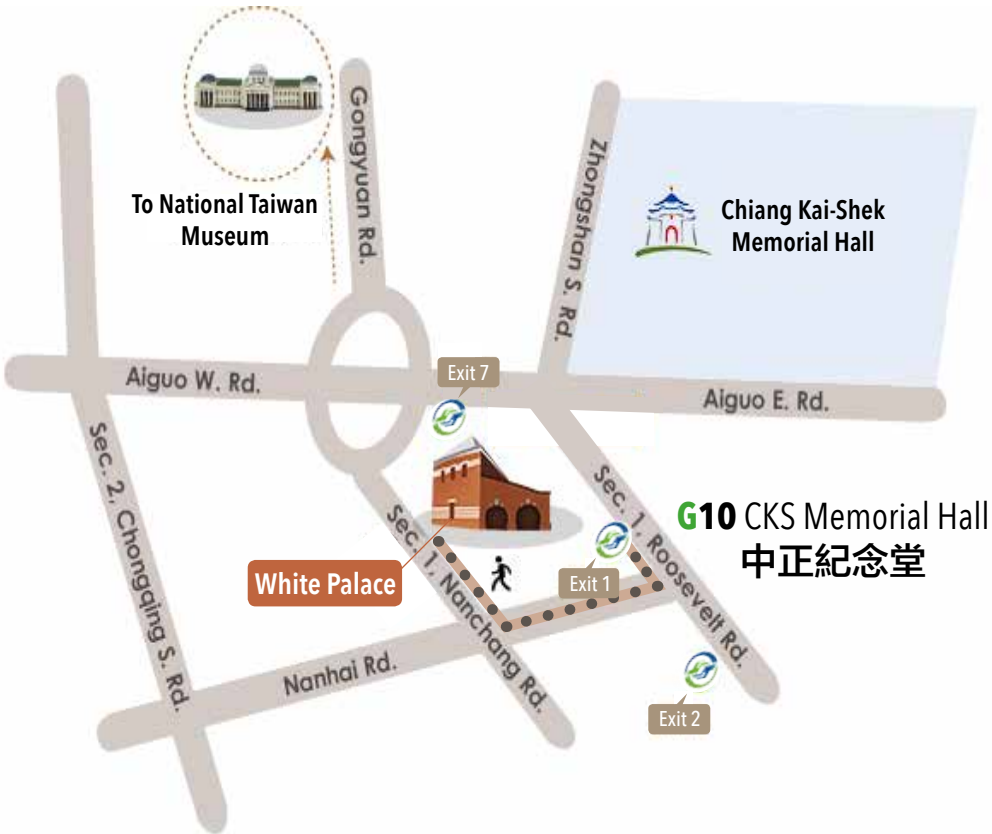 Gongyuan Rd.
To National Taiwan
Museum
Zhongshan S. Rd.
Chiang Kai-Shek
Memorial Hall
Aiguo W. Rd.
Exit 7
Aiguo E. Rd.
Sec. 2, Chongqing S. Rd.
Sec. 1, Nanchang Rd.
Sec. 1, Roosevelt Rd.
G10 CKS Memorial Hall
中正紀念堂
White Palace
Exit 1
Nanhai Rd.
Exit 2